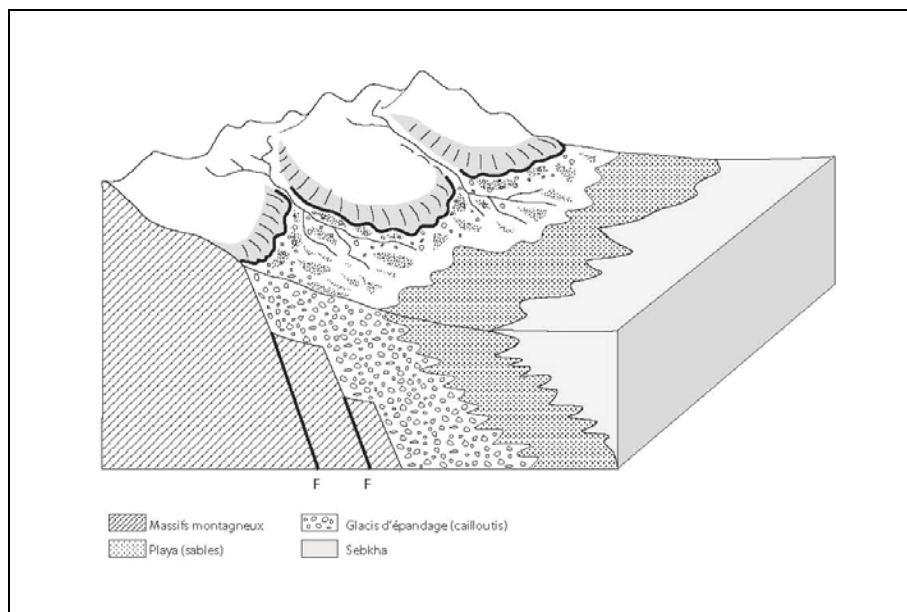 F F
Massifs montagneux
Glacis d'épandage (cailloutis)
Playa (sables)
Sebkha